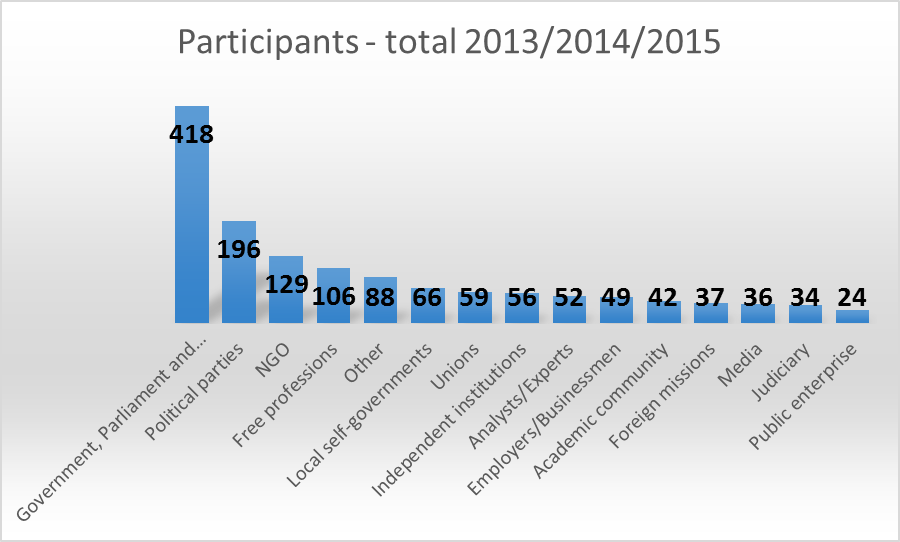 Participants - total 2013/2014/2015
418
196
129
106
88
66
59
56
52
49
42
37
36
34
24
Government, Parliament and...
Political parties
NGO
Free professions
Other
Local self-governments
Unions
Independent institutions
Analysts/Experts
Employers/Businessmen
Academic community
Foreign missions
Media
Judiciary
Public enterprise